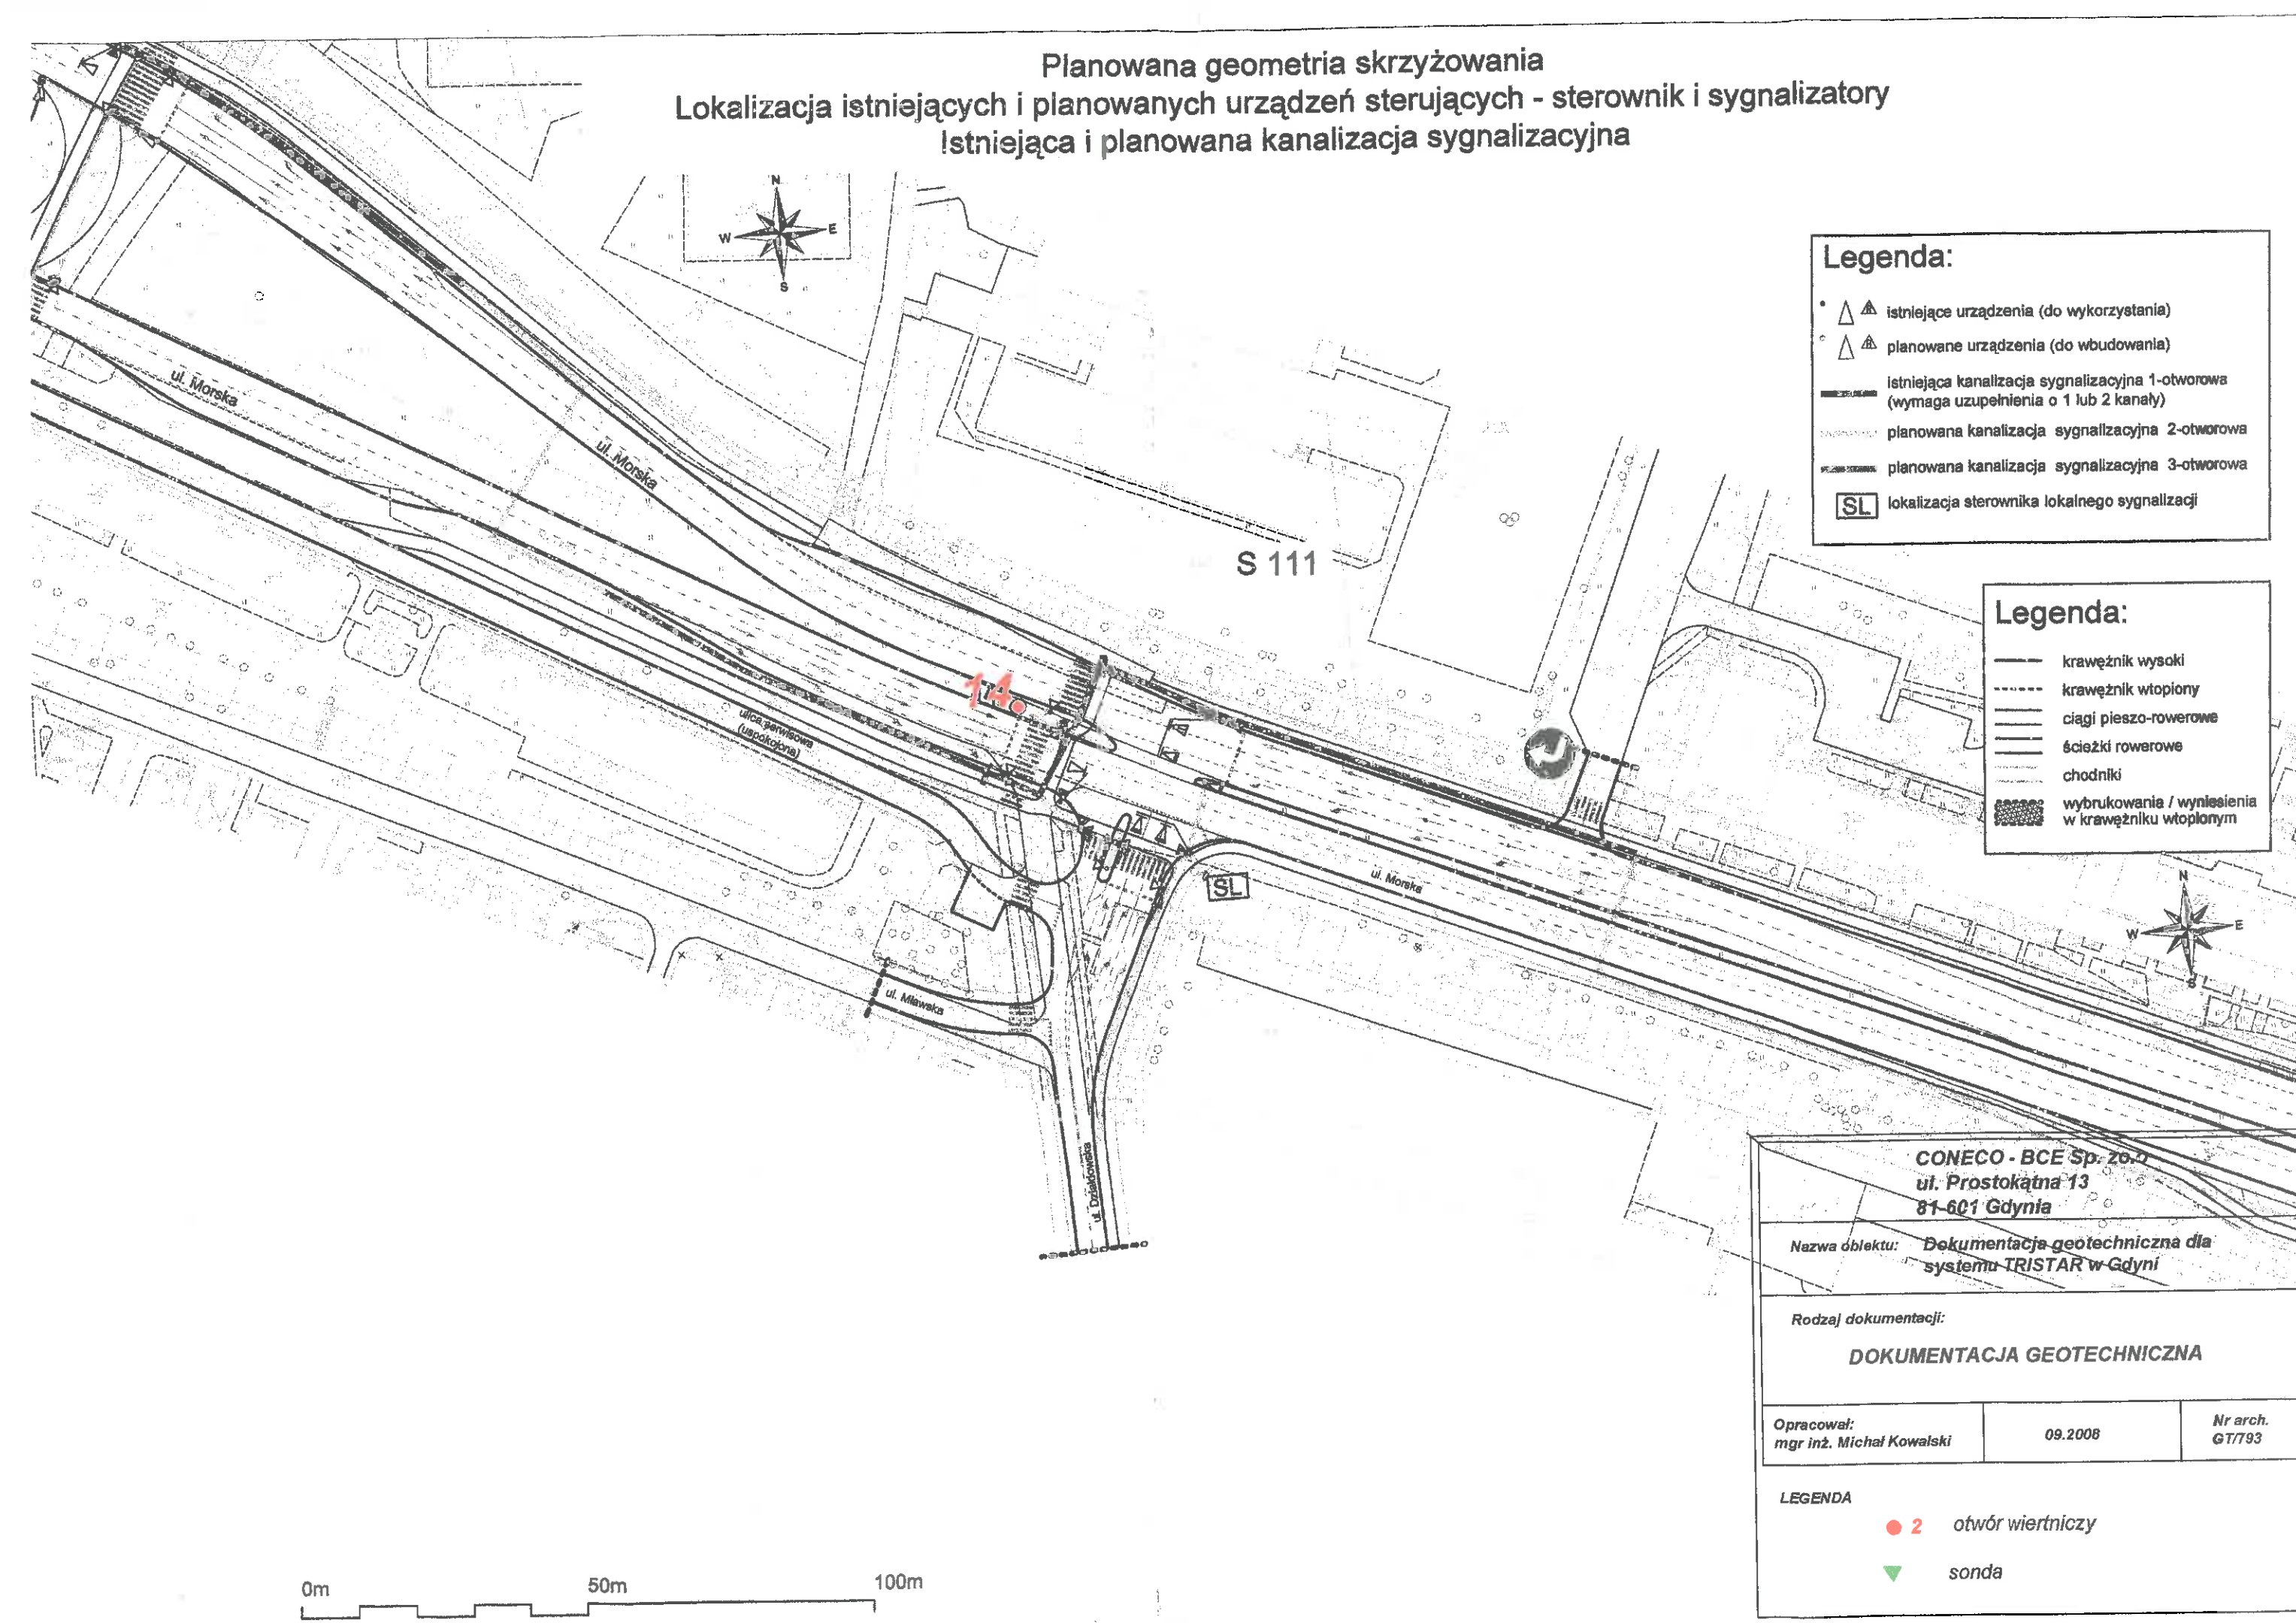 Planowana geometria skrzyżowania
Lokalizacja istniejących i planowanych urządzeń sterujących - sterownik i sygnalizatory
Istniejąca i planowana kanalizacja sygnalizacyjna
N
W
E
S
Legenda:
istniejące urządzenia (do wykorzystania)
planowane urządzenia (do wbudowania)
istniejąca kanalizacja sygnalizacyjna 1-otworowa
(wymaga uzupełnienia o 1 lub 2 kanały)
planowana kanalizacja sygnalizacyjna 2-otworowa
planowana kanalizacja sygnalizacyjna 3-otworowa
SL lokalizacja sterownika lokalnego sygnalizacji
ul. Morska
ul. Morska
S 111
Legenda:
krawężnik wysoki
krawężnik wtopiony
ciągi pieszo-rowerowe
ścieżki rowerowe
chodniki
wybrukowania / wyniesienia
w krawężniku wtopionym
14
ulica serwisowa
(uspokojona)
SL
ul. Morska
N
W
E
S
ul. Mławska
ul. Działdowska
CONECO - BCE Sp. zo.o
ul. Prostokątna 13
81-601 Gdynia
Nazwa obiektu: Dokumentacja geotechniczna dla
systemu TRISTAR w Gdyni
Rodzaj dokumentacji:
DOKUMENTACJA GEOTECHNICZNA
Opracował:
mgr inż. Michał Kowalski
09.2008
Nr arch.
GT/793
LEGENDA
2 otwór wiertniczy
sonda
0m 50m 100m